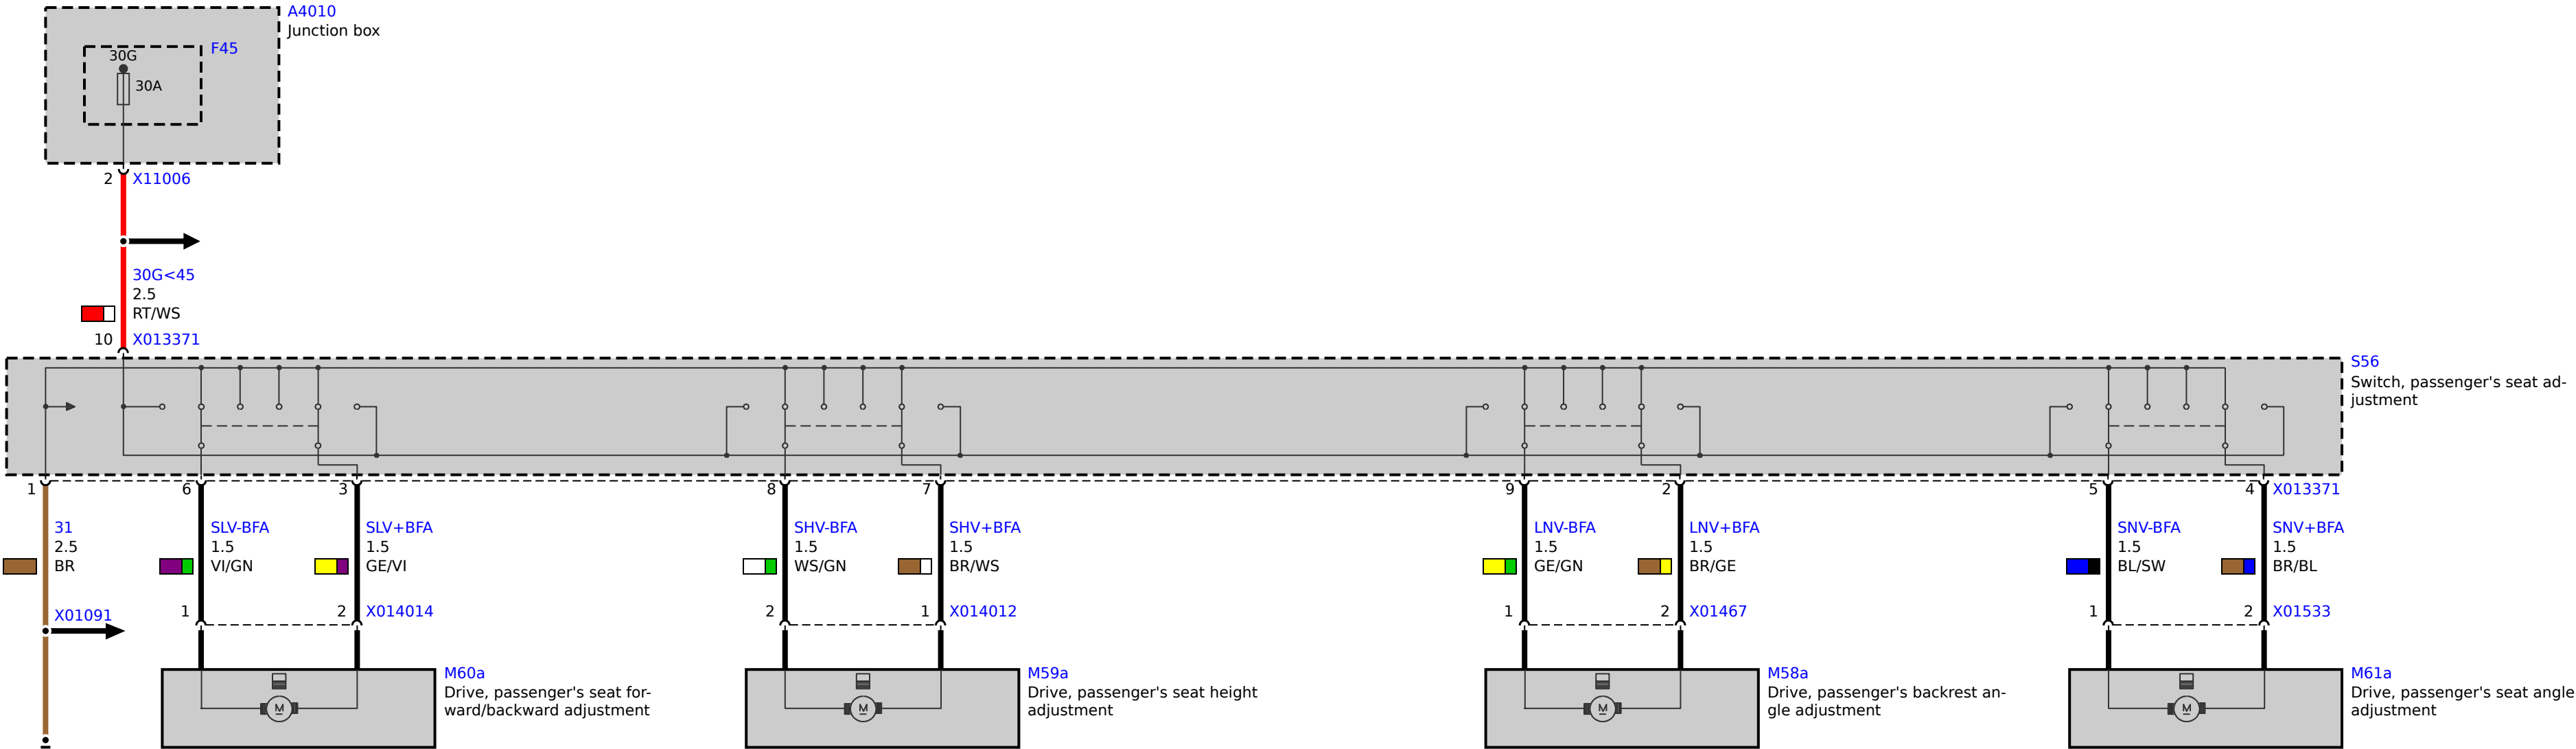 A4010
Junction box
F45
30G
30A
2 X11006
30G<45
2.5
RT/WS
10 X013371
S56
Switch, passenger's seat ad-
justment
1 6 3 8 7 9 2 5 4 X013371
31
2.5
BR
SLV-BFA
1.5
VI/GN
SLV+BFA
1.5
GE/VI
SHV-BFA
1.5
WS/GN
SHV+BFA
1.5
BR/WS
LNV-BFA
1.5
GE/GN
LNV+BFA
1.5
BR/GE
SNV-BFA
1.5
BL/SW
SNV+BFA
1.5
BR/BL
X01091
1 2 X014014
2 1 X014012
1 2 X01467
1 2 X01533
M60a
Drive, passenger's seat for-
ward/backward adjustment
M
M59a
Drive, passenger's seat height
adjustment
M
M58a
Drive, passenger's backrest an-
gle adjustment
M
M61a
Drive, passenger's seat angle
adjustment
M